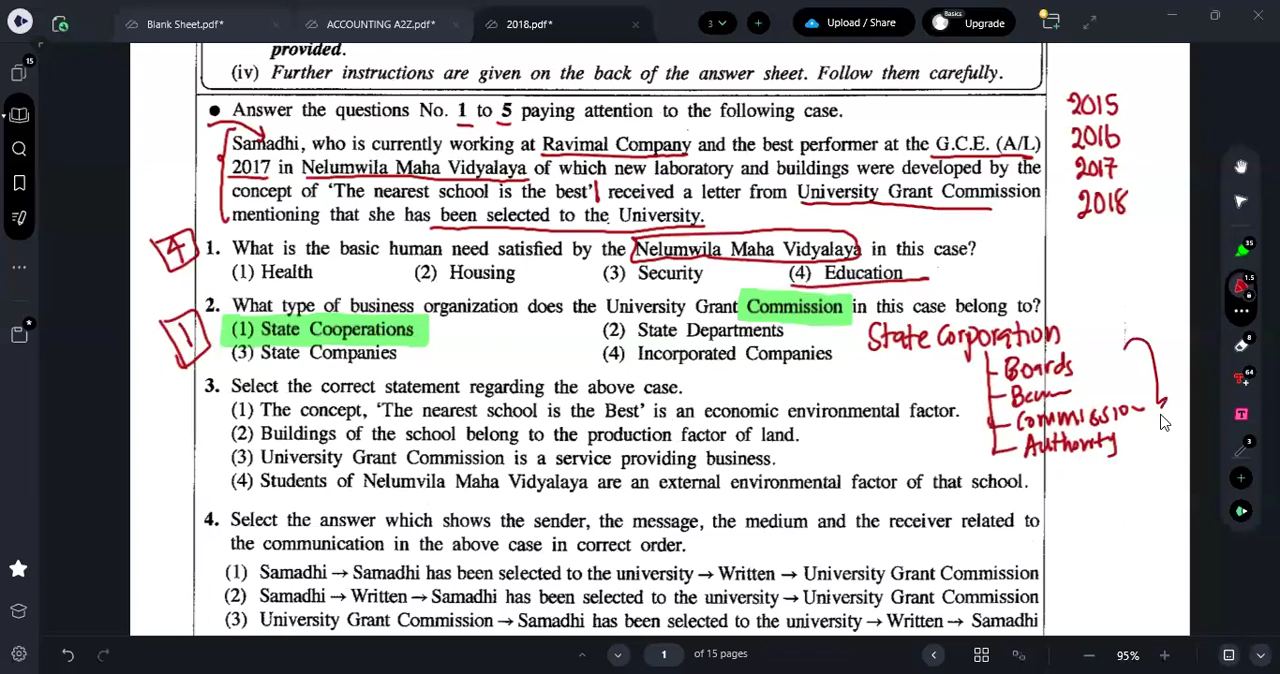 Blank Sheet.pdf*
ACCOUNTING A2Z.pdf*
2018.pdf*
3
Upload / Share
Basics
Upgrade
provided.
(iv) Further instructions are given on the back of the answer sheet. Follow them carefully.
● Answer the questions No. 1 to 5 paying attention to the following case.
Samadhi, who is currently working at Ravimal Company and the best performer at the G.C.E. (A/L)
2017 in Nelumwila Maha Vidyalaya of which new laboratory and buildings were developed by the
concept of 'The nearest school is the best' received a letter from University Grant Commission
mentioning that she has been selected to the University.
2015
2016
2017
2018
4
1. What is the basic human need satisfied by the Nelumwila Maha Vidyalaya in this case?
(1) Health (2) Housing (3) Security (4) Education
2. What type of business organization does the University Grant Commission in this case belong to?
1
(1) State Cooperations (2) State Departments
(3) State Companies (4) Incorporated Companies
State Corporation
Boards
Commission
Authority
3. Select the correct statement regarding the above case.
(1) The concept, 'The nearest school is the Best' is an economic environmental factor.
(2) Buildings of the school belong to the production factor of land.
(3) University Grant Commission is a service providing business.
(4) Students of Nelumvila Maha Vidyalaya are an external environmental factor of that school.
4. Select the answer which shows the sender, the message, the medium and the receiver related to
the communication in the above case in correct order.
(1) Samadhi → Samadhi has been selected to the university → Written → University Grant Commission
(2) Samadhi → Written → Samadhi has been selected to the university → University Grant Commission
(3) University Grant Commission → Samadhi has been selected to the university → Written → Samadhi
15
35
1.5
8
64
3
1
of 15 pages
95%